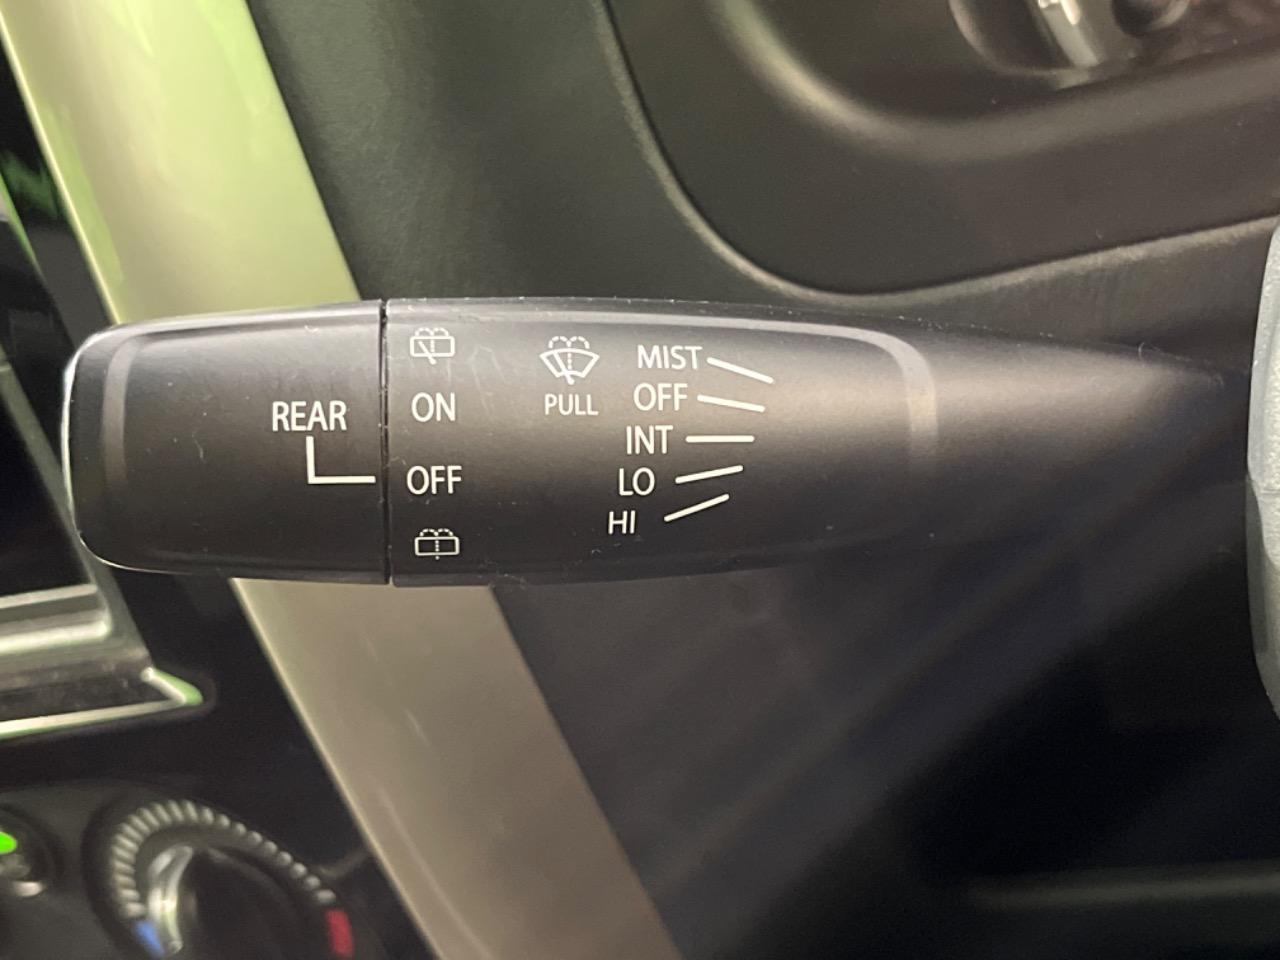 REAR
ON
OFF
PULL
MIST
OFF
INT
LO
HI